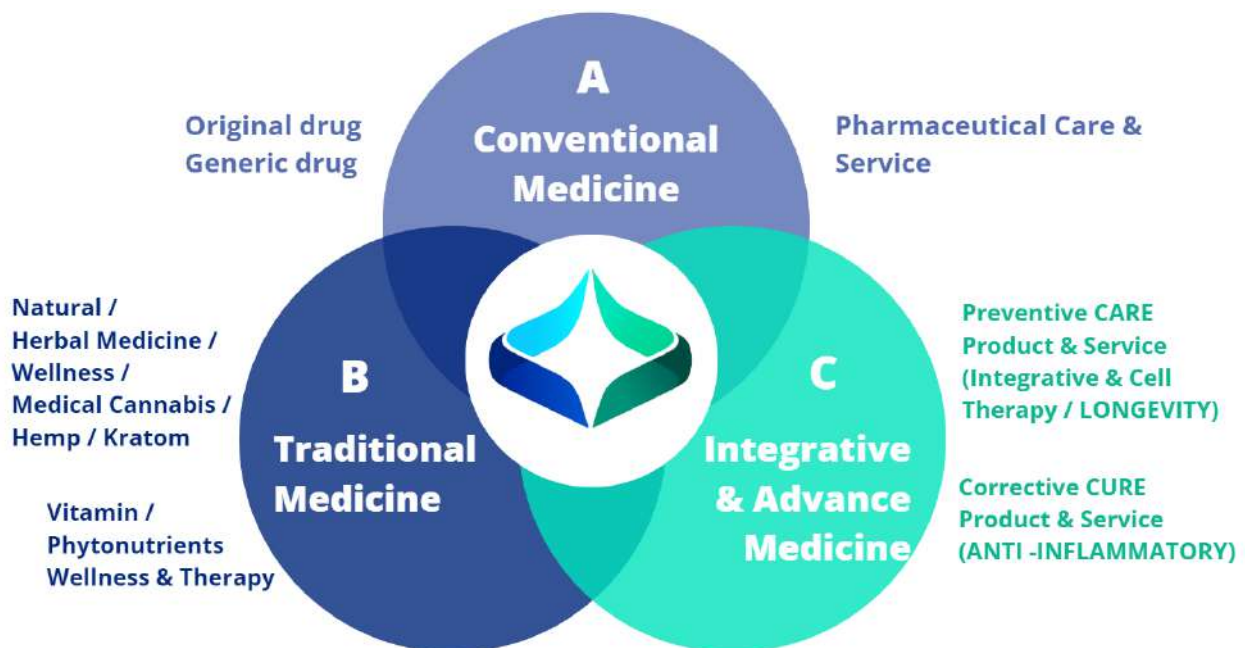 A
Conventional
Medicine
Original drug
Generic drug
Pharmaceutical Care &
Service
Natural /
Herbal Medicine /
Wellness /
Medical Cannabis /
Hemp / Kratom
Vitamin /
Phytonutrients
Wellness & Therapy
B
Traditional
Medicine
C
Integrative
& Advance
Medicine
Preventive CARE
Product & Service
(Integrative & Cell
Therapy / LONGEVITY)
Corrective CURE
Product & Service
(ANTI -INFLAMMATORY)